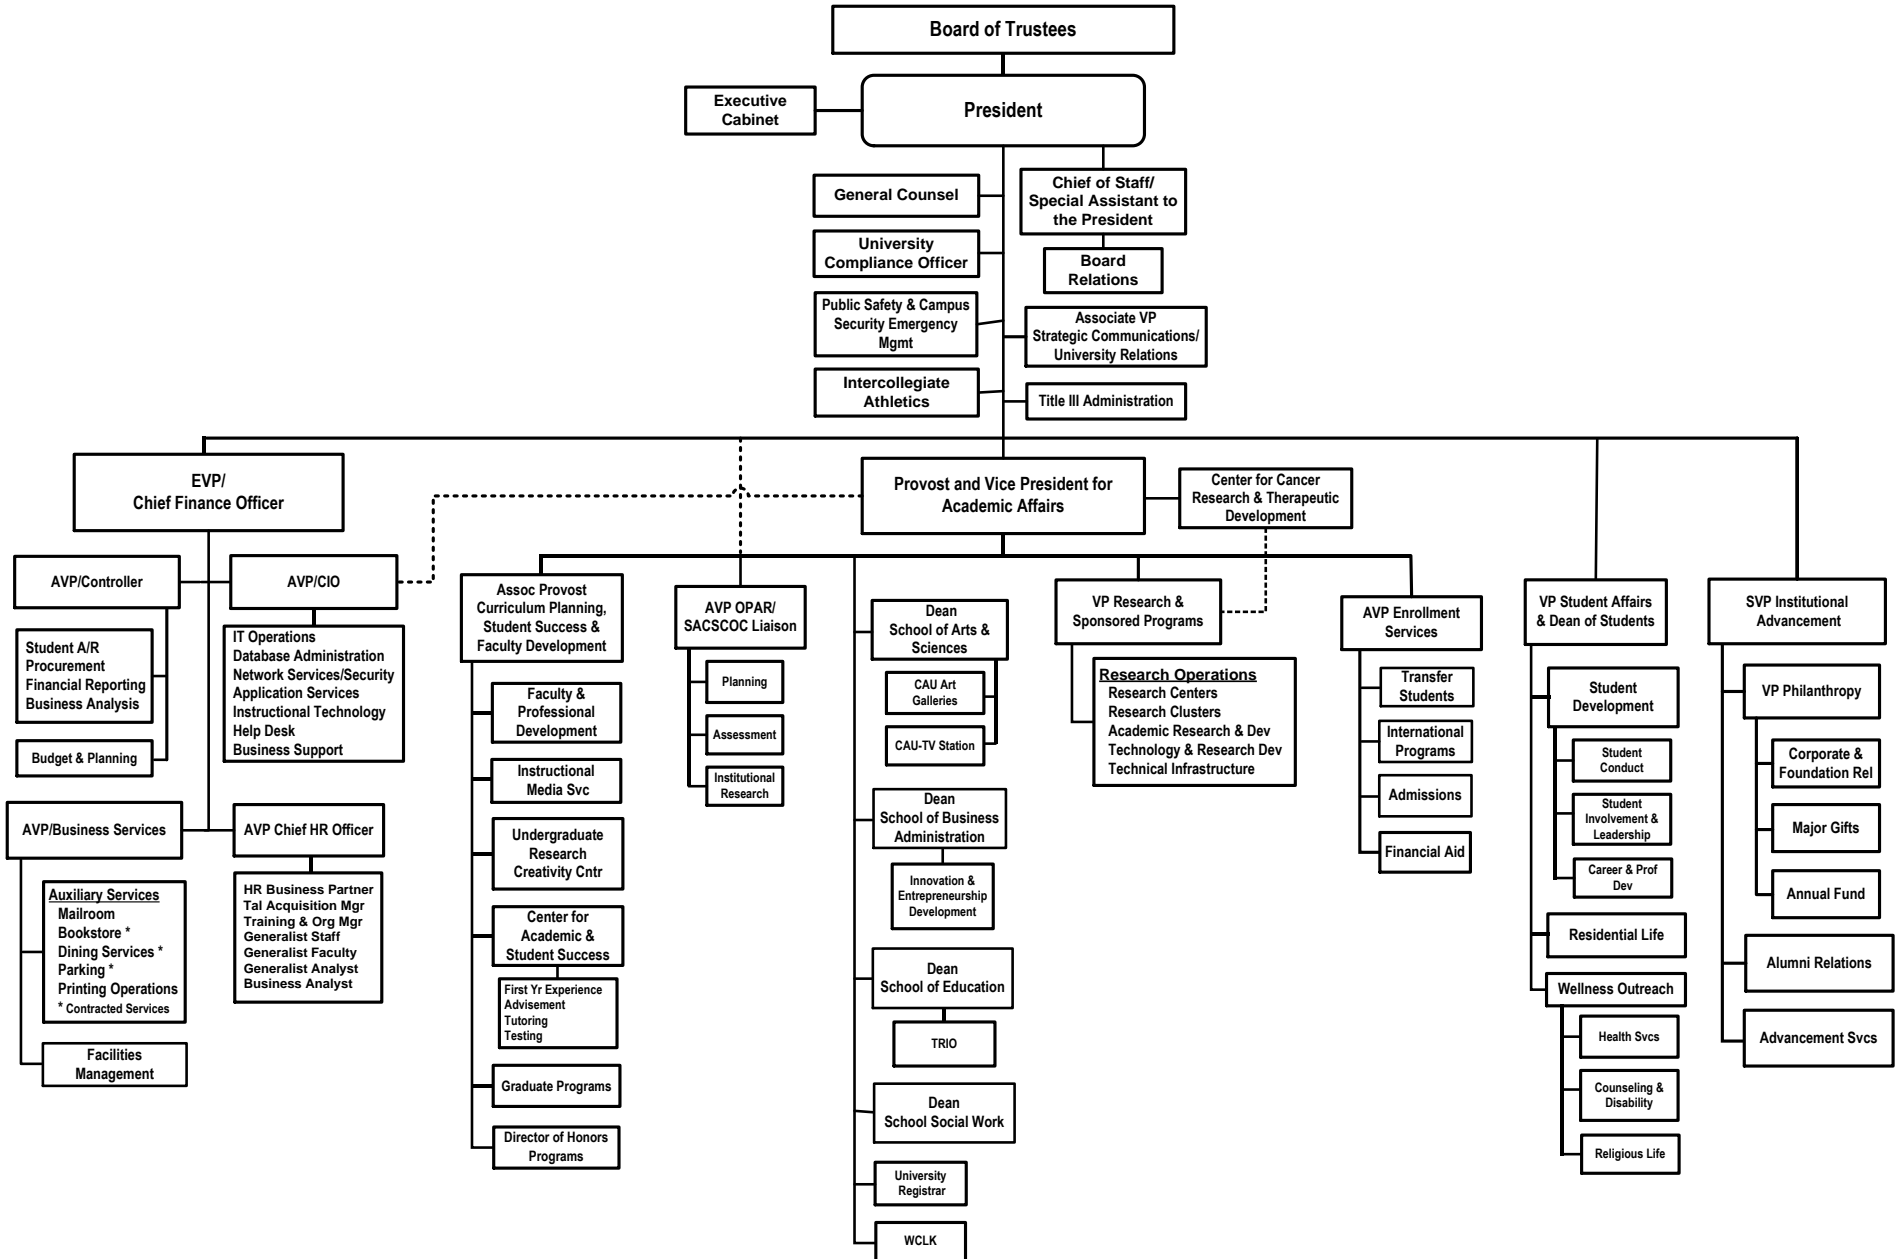 Board of Trustees
Executive
Cabinet
President
General Counsel
Chief of Staff/
Special Assistant to
the President
University
Compliance Officer
Board
Relations
Public Safety & Campus
Security Emergency
Mgmt
Associate VP
Strategic Communications/
University Relations
Intercollegiate
Athletics
Title III Administration
EVP/
Chief Finance Officer
Provost and Vice President for
Academic Affairs
Center for Cancer
Research & Therapeutic
Development
AVP/Controller
Student A/R
Procurement
Financial Reporting
Business Analysis
Budget & Planning
AVP/CIO
IT Operations
Database Administration
Network Services/Security
Application Services
Instructional Technology
Help Desk
Business Support
AVP/Business Services
Auxiliary Services
Mailroom
Bookstore *
Dining Services *
Parking *
Printing Operations
* Contracted Services
Facilities
Management
AVP Chief HR Officer
HR Business Partner
Tal Acquisition Mgr
Training & Org Mgr
Generalist Staff
Generalist Faculty
Generalist Analyst
Business Analyst
Assoc Provost
Curriculum Planning,
Student Success &
Faculty Development
Faculty &
Professional
Development
Instructional
Media Svc
Undergraduate
Research
Creativity Cntr
Center for
Academic &
Student Success
First Yr Experience
Advisement
Tutoring
Testing
Graduate Programs
Director of Honors
Programs
AVP OPAR/
SACSCOC Liaison
Planning
Assessment
Institutional
Research
Dean
School of Arts &
Sciences
CAU Art
Galleries
CAU-TV Station
Dean
School of Business
Administration
Innovation &
Entrepreneurship
Development
Dean
School of Education
TRIO
Dean
School Social Work
University
Registrar
WCLK
VP Research &
Sponsored Programs
Research Operations
Research Centers
Research Clusters
Academic Research & Dev
Technology & Research Dev
Technical Infrastructure
AVP Enrollment
Services
Transfer
Students
International
Programs
Admissions
Financial Aid
VP Student Affairs
& Dean of Students
Student
Development
Student
Conduct
Student
Involvement &
Leadership
Career & Prof
Dev
Residential Life
Wellness Outreach
Health Svcs
Counseling &
Disability
Religious Life
SVP Institutional
Advancement
VP Philanthropy
Corporate &
Foundation Rel
Major Gifts
Annual Fund
Alumni Relations
Advancement Svcs